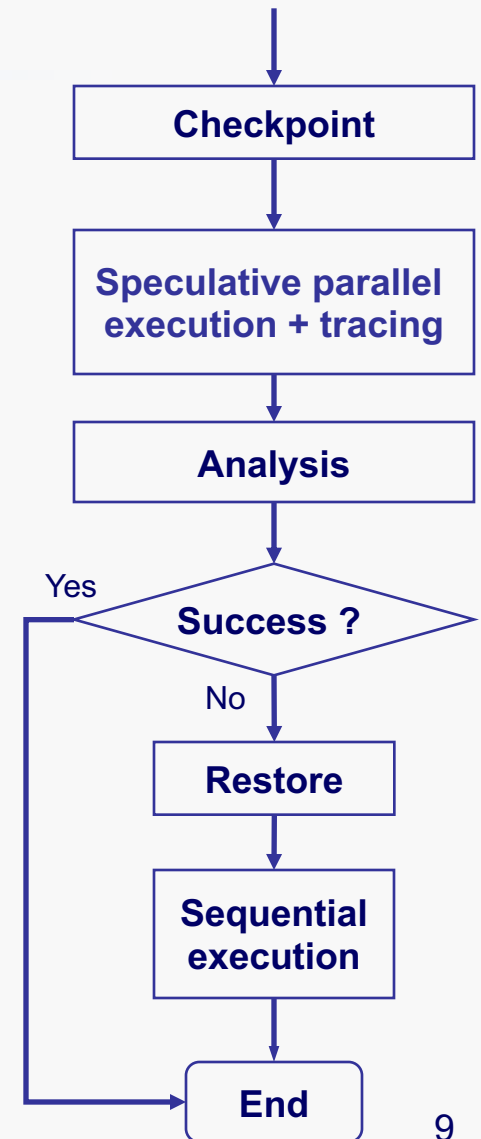 Checkpoint
Speculative parallel
execution + tracing
Analysis
Yes
Success ?
No
Restore
Sequential
execution
End
9